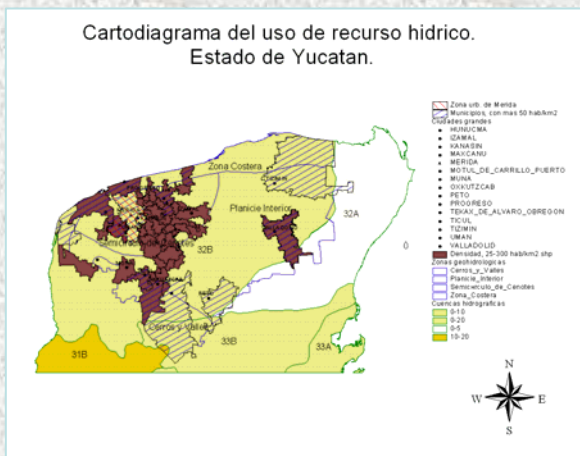 Cartodiagrama del uso de recurso hidrico.
Estado de Yucatan.
Zona Costera
Planicie Interior
32A
0
32B
Cerros y Valles
33B
31B
33A
Zona urb. de Merida
Municipios, con mas 50 hab/km2
Ciudades grandes
HUNUCMA
IZAMAL
KANASIN
MAXCANU
MERIDA
MOTUL_DE_CARRILLO_PUERTO
MUNA
OXKUTZCAB
PETO
PROGRESO
TEKAX_DE_ALVARO_OBREGON
TICUL
TIZIMIN
UMAN
VALLADOLID
Densidad, 25-300 hab/km2 shp
Zonas geohidrologicas
Cerros_y_Valles
Planicie_Interior
Semicirculo_de_Cenotes
Zona_Costera
Cuencas hidrograficas
0-10
0-20
0-5
10-20
N
W E
S